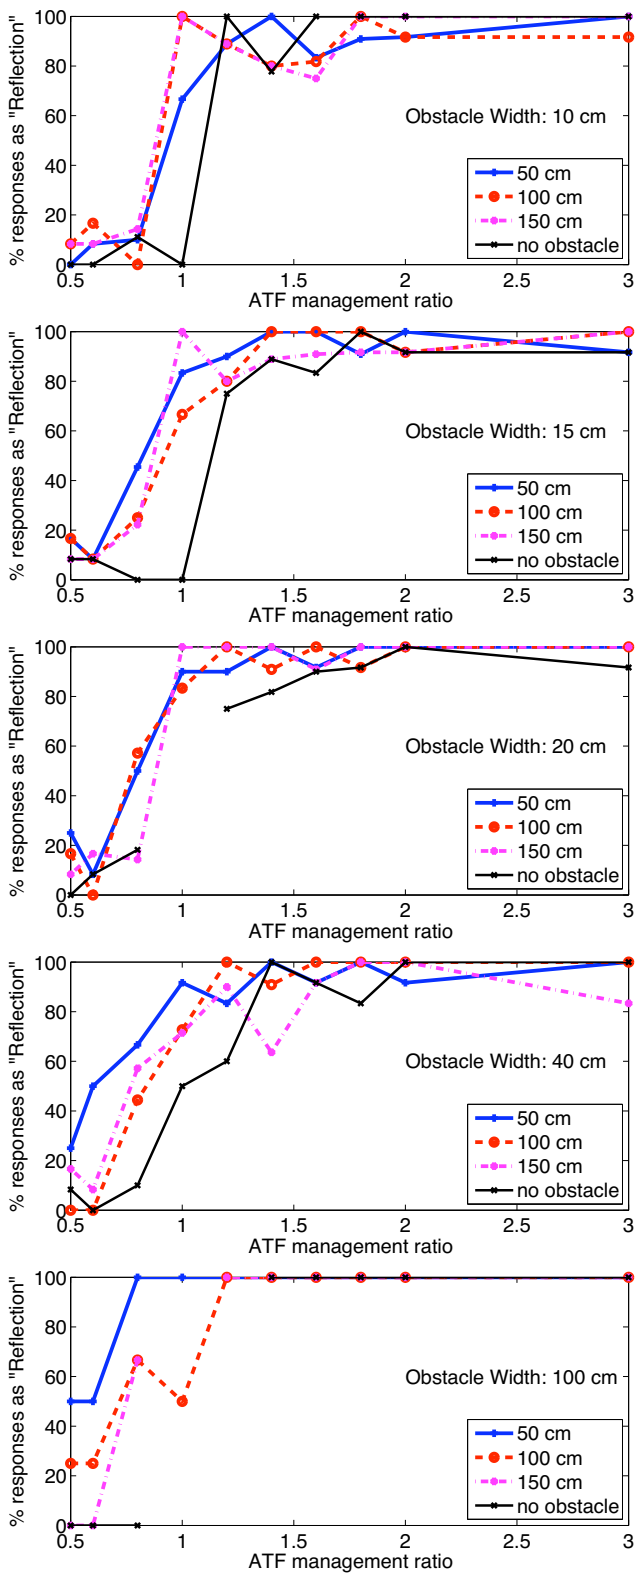 100
80
60
40
20
0
% responses as "Reflection"
Obstacle Width: 10 cm
50 cm
100 cm
150 cm
no obstacle
0.5 1 1.5 2 2.5 3
ATF management ratio
100
80
60
40
20
0
% responses as "Reflection"
Obstacle Width: 15 cm
50 cm
100 cm
150 cm
no obstacle
0.5 1 1.5 2 2.5 3
ATF management ratio
100
80
60
40
20
0
% responses as "Reflection"
Obstacle Width: 20 cm
50 cm
100 cm
150 cm
no obstacle
0.5 1 1.5 2 2.5 3
ATF management ratio
100
80
60
40
20
0
% responses as "Reflection"
Obstacle Width: 40 cm
50 cm
100 cm
150 cm
no obstacle
0.5 1 1.5 2 2.5 3
ATF management ratio
100
80
60
40
20
0
% responses as "Reflection"
Obstacle Width: 100 cm
50 cm
100 cm
150 cm
no obstacle
0.5 1 1.5 2 2.5 3
ATF management ratio